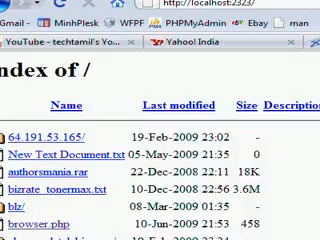 http://localhost:2323/
Gmail MinhPlesk WFPF PHPMyAdmin Ebay man
YouTube - techtamil's Yo... Yahoo! India
ndex of /
Name Last modified Size Description
64.191.53.165/ 19-Feb-2009 23:02 -
New Text Document.txt 05-May-2009 21:35 0
authorsmania.rar 22-Dec-2008 22:11 18K
bizrate_tonermax.txt 10-Dec-2008 22:56 3.6M
blz/ 08-Mar-2009 01:35 -
browser.php 10-Jun-2009 21:53 458